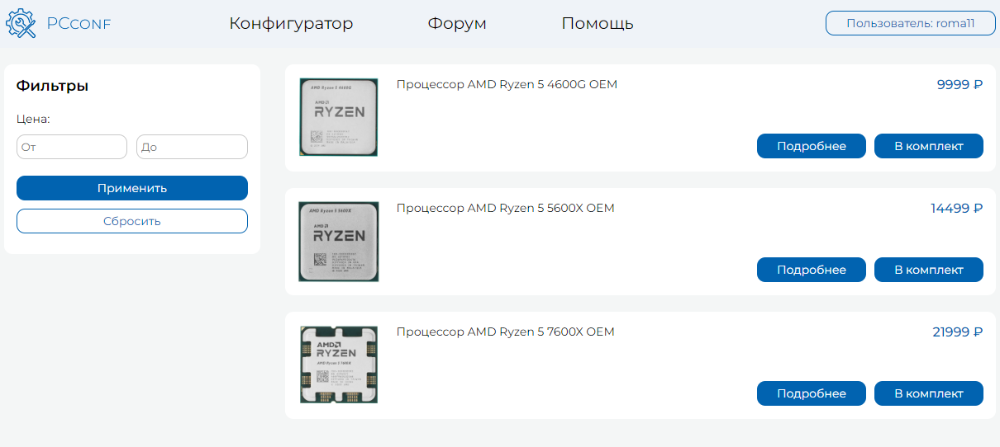 PCCONF
Конфигуратор
Форум
Помощь
Пользователь: roma11
Фильтры
Цена:
От
До
Применить
Сбросить
AMD Ryzen 5 4600G
AMD
RYZEN
Процессор AMD Ryzen 5 4600G OEM
9999 ₽
Подробнее
В комплект
AMD Ryzen 5 5600X
AMD
RYZEN
Процессор AMD Ryzen 5 5600X OEM
14499 ₽
Подробнее
В комплект
AMD
RYZEN
AMD Ryzen 5 7600X
Процессор AMD Ryzen 5 7600X OEM
21999 ₽
Подробнее
В комплект